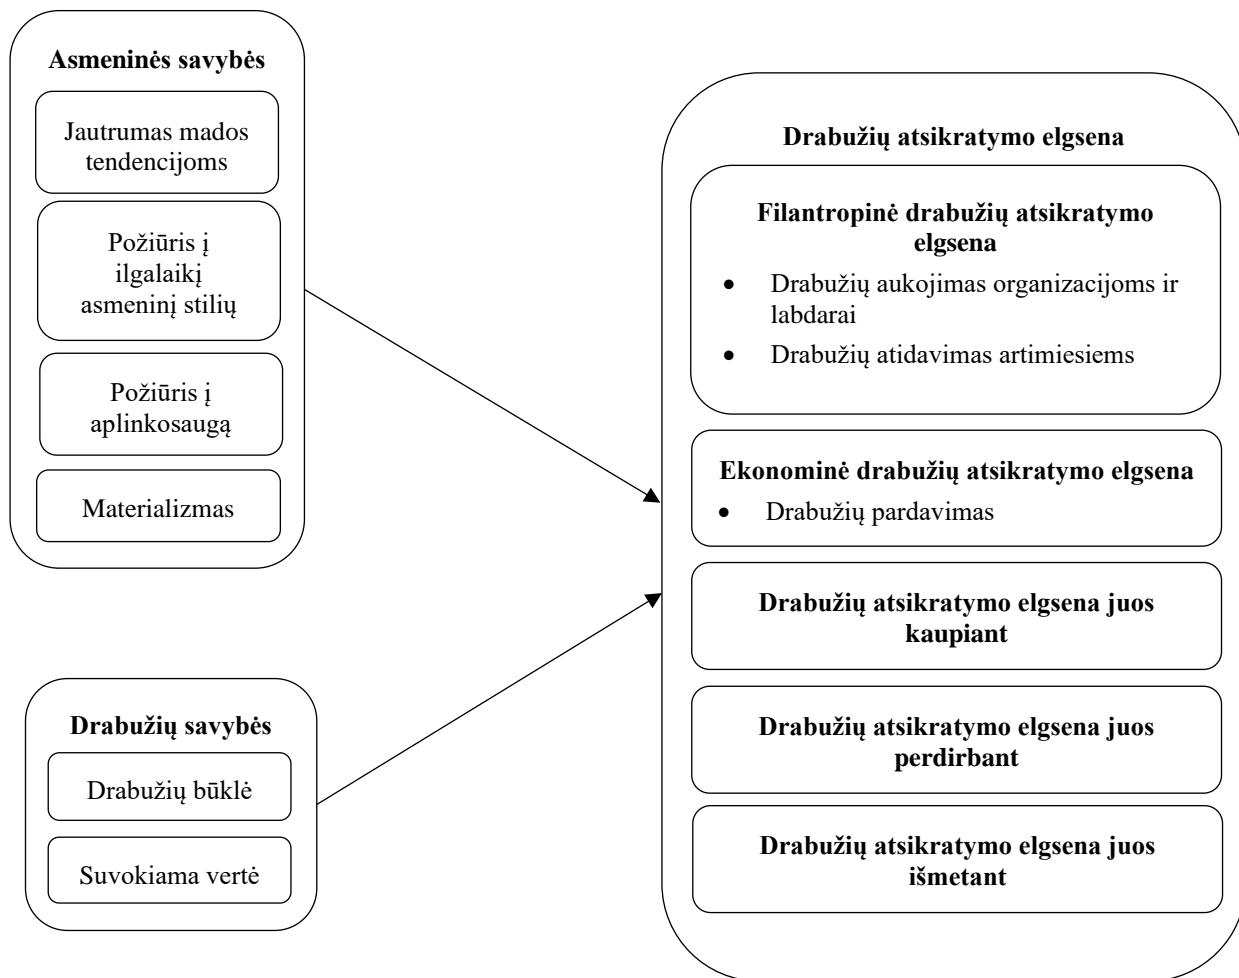 Asmeninės savybės
Jautrumas mados
tendencijoms
Požiūris į
ilgalaikį
asmeninį stilių
Požiūris į
aplinkosaugą
Materializmas
Drabužių savybės
Drabužių būklė
Suvokiama vertė
Drabužių atsikratymo elgsena
Filantropinė drabužių atsikratymo
elgsena
• Drabužių aukojimas organizacijoms ir
labdarai
• Drabužių atidavimas artimiesiems
Ekonominė drabužių atsikratymo elgsena
• Drabužių pardavimas
Drabužių atsikratymo elgsena juos
kaupiant
Drabužių atsikratymo elgsena juos
perdirbant
Drabužių atsikratymo elgsena juos
išmetant